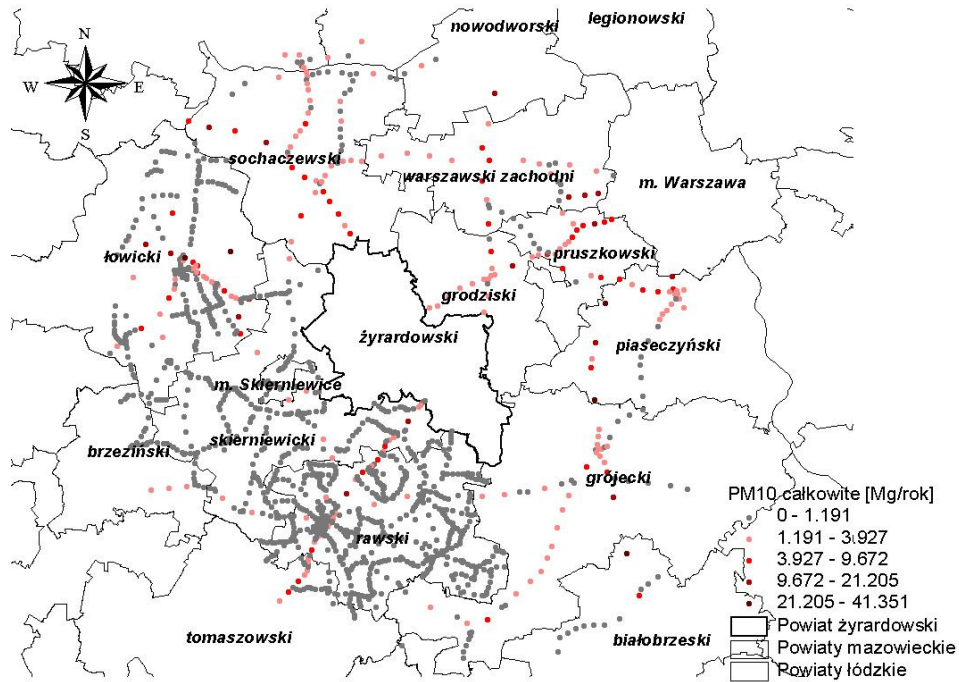 nowodworski
legionowski
N
W
E
S
sochaczewski
warszawski zachodni
m. Warszawa
łowicki
pruszkowski
grodziski
żyrardowski
piaseczyński
m. Skierniewice
brzeziński
skierniewicki
grójecki
rawski
tomaszowski
białobrzeski
PM10 całkowite [Mg/rok]
0 - 1.191
1.191 - 3.927
3.927 - 9.672
9.672 - 21.205
21.205 - 41.351
Powiat żyrardowski
Powiaty mazowieckie
Powiaty łódzkie